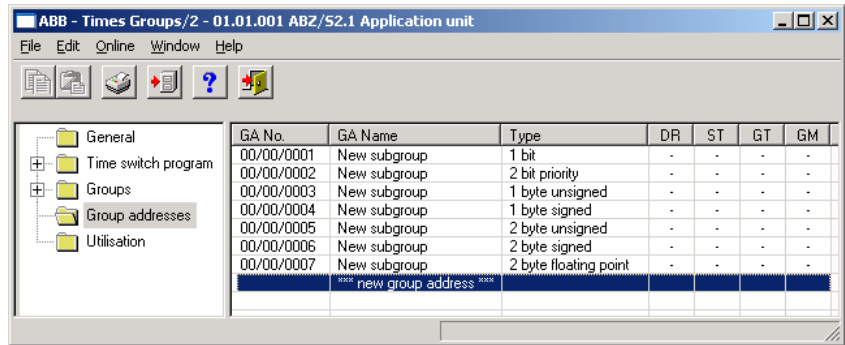 ABB - Times Groups/2 - 01.01.001 ABZ/S2.1 Application unit
File Edit Online Window Help
General
Time switch program
Groups
Group addresses
Utilisation
GA No. GA Name Type DR ST GT GM
00/00/0001 New subgroup 1 bit - - - -
00/00/0002 New subgroup 2 bit priority - - - -
00/00/0003 New subgroup 1 byte unsigned - - - -
00/00/0004 New subgroup 1 byte signed - - - -
00/00/0005 New subgroup 2 byte unsigned - - - -
00/00/0006 New subgroup 2 byte signed - - - -
00/00/0007 New subgroup 2 byte floating point - - - -
*** new group address ***